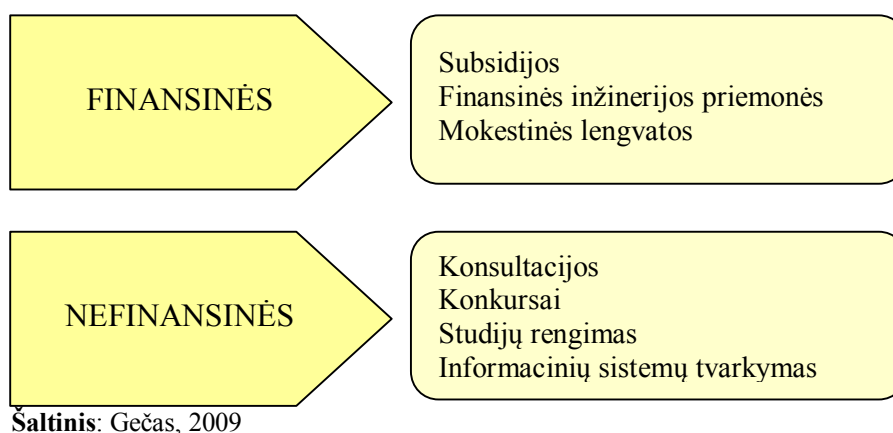 FINANSINĖS
Subsidijos
Finansinės inžinerijos priemonės
Mokestinės lengvatos
NEFINANSINĖS
Konsultacijos
Konkursai
Studijų rengimas
Informacinių sistemų tvarkymas
Šaltinis: Gečas, 2009